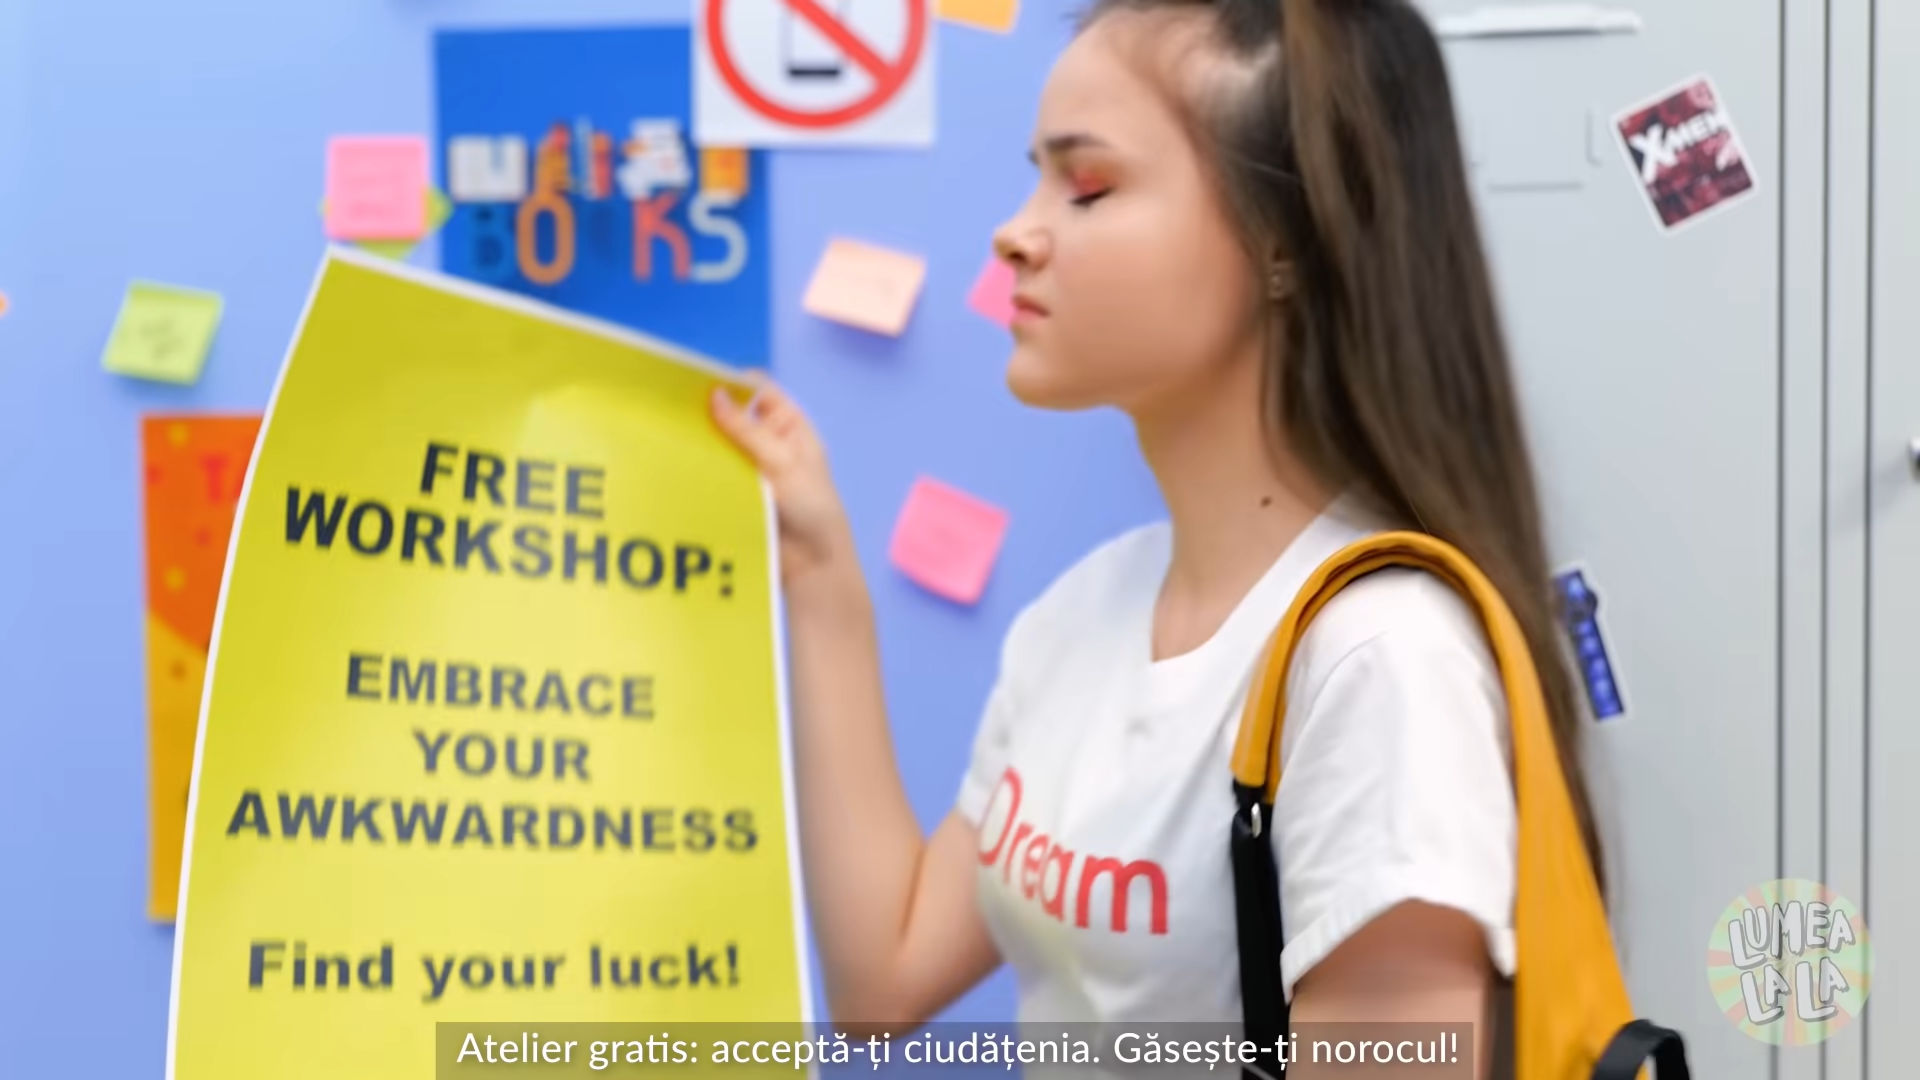 BOOKS
X-MEN
FREE
WORKSHOP:
EMBRACE
YOUR
AWKWARDNESS
Find your luck!
Dream
LUMEA
LA LA
Atelier gratis: acceptă-ți ciudățenia. Găsește-ți norocul!